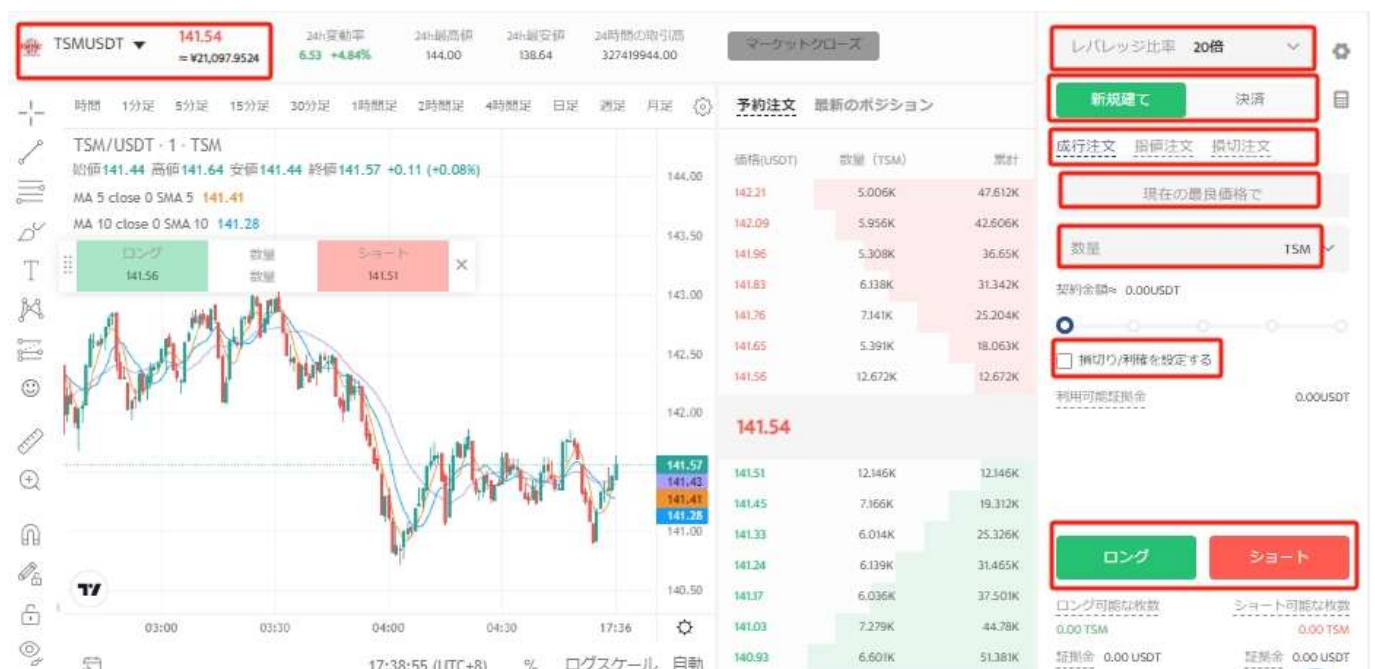 TSMUSDT
141.54
≈ ¥21,097.9524
24h変動率
6.53 +4.84%
24h最高値
144.00
24h最安値
138.64
24時間の取引高
327419944.00
マーケットクローズ
レバレッジ比率 20倍
時間 1分足 5分足 15分足 30分足 1時間足 2時間足 4時間足 日足 週足 月足
予約注文 最新のポジション
新規建て 決済
TSM/USDT · 1 · TSM
始値141.44 高値141.64 安値141.44 終値141.57 +0.11 (+0.08%)
MA 5 close 0 SMA 5 141.41
MA 10 close 0 SMA 10 141.28
ロング 数量 ショート
141.56 数量 141.51
144.00
143.50
143.00
142.50
142.00
141.57
141.43
141.41
141.28
141.00
140.50
03:00 03:30 04:00 04:30 17:36
17:38:55 (UTC+8) % ログスケール 自動
価格(USDT) 数量 (TSM) 累計
142.21 5.006K 47.612K
142.09 5.956K 42.606K
141.96 5.308K 36.65K
141.83 6.138K 31.342K
141.76 7.141K 25.204K
141.65 5.391K 18.063K
141.56 12.672K 12.672K
141.54
141.51 12.146K 12.146K
141.45 7.166K 19.312K
141.33 6.014K 25.326K
141.24 6.139K 31.465K
141.17 6.036K 37.501K
141.03 7.279K 44.78K
140.93 6.601K 51.381K
成行注文 指値注文 損切注文
現在の最良価格で
数量 TSM
契約金額≈ 0.00USDT
損切り/利確を設定する
利用可能証拠金 0.00USDT
ロング ショート
ロング可能な枚数 ショート可能な枚数
0.00 TSM 0.00 TSM
証拠金 0.00 USDT 証拠金 0.00 USDT